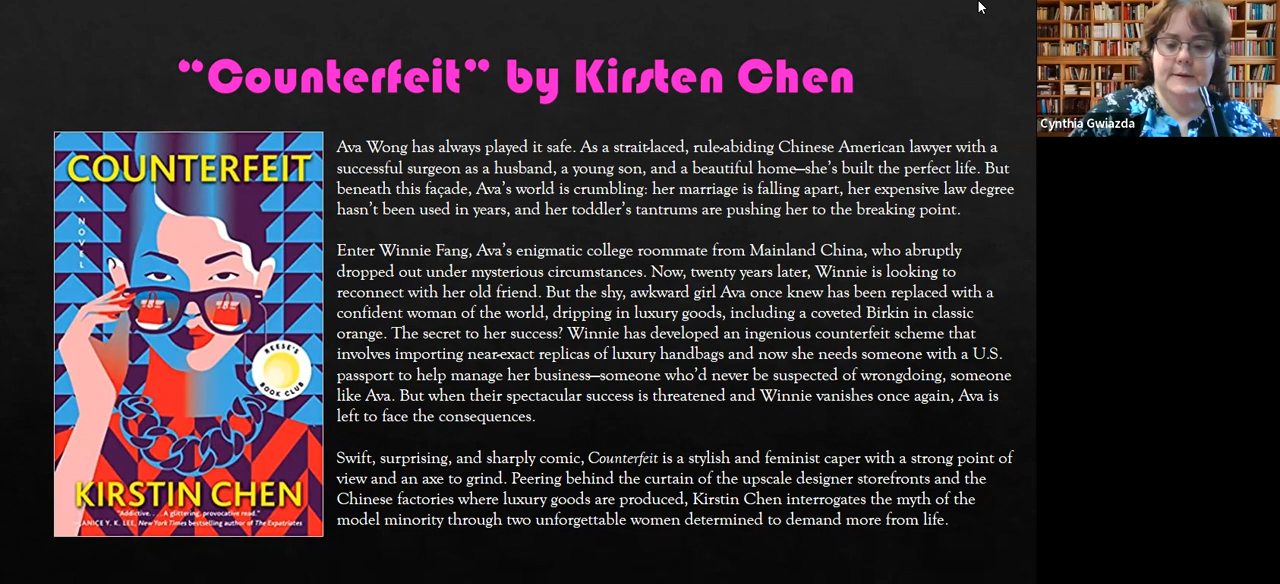 “Counterfeit” by Kirsten Chen
Cynthia Gwiazda
COUNTERFEIT
A NOVEL
REESE'S
BOOK CLUB
KIRSTIN CHEN
"Addictive. . . . A glittering, provocative read."
—JANICE Y. K. LEE, New York Times bestselling author of The Expatriates
Ava Wong has always played it safe. As a strait-laced, rule-abiding Chinese American lawyer with a
successful surgeon as a husband, a young son, and a beautiful home—she’s built the perfect life. But
beneath this façade, Ava’s world is crumbling: her marriage is falling apart, her expensive law degree
hasn’t been used in years, and her toddler’s tantrums are pushing her to the breaking point.
Enter Winnie Fang, Ava’s enigmatic college roommate from Mainland China, who abruptly
dropped out under mysterious circumstances. Now, twenty years later, Winnie is looking to
reconnect with her old friend. But the shy, awkward girl Ava once knew has been replaced with a
confident woman of the world, dripping in luxury goods, including a coveted Birkin in classic
orange. The secret to her success? Winnie has developed an ingenious counterfeit scheme that
involves importing near-exact replicas of luxury handbags and now she needs someone with a U.S.
passport to help manage her business—someone who’d never be suspected of wrongdoing, someone
like Ava. But when their spectacular success is threatened and Winnie vanishes once again, Ava is
left to face the consequences.
Swift, surprising, and sharply comic, Counterfeit is a stylish and feminist caper with a strong point of
view and an axe to grind. Peering behind the curtain of the upscale designer storefronts and the
Chinese factories where luxury goods are produced, Kirstin Chen interrogates the myth of the
model minority through two unforgettable women determined to demand more from life.